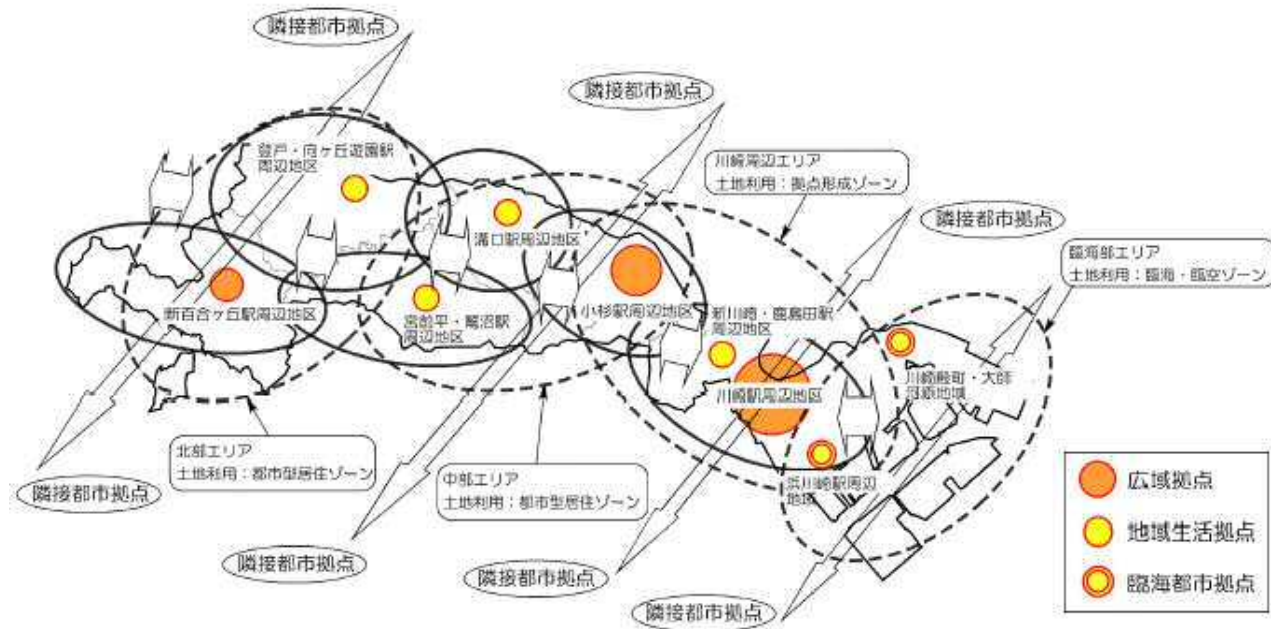 隣接都市拠点
隣接都市拠点
登戸・向ヶ丘遊園駅
周辺地区
川崎周辺エリア
土地利用：拠点形成ゾーン
隣接都市拠点
溝口駅周辺地区
臨海部エリア
土地利用：臨海・臨空ゾーン
新百合ヶ丘駅周辺地区
宮前平・鷺沼駅
周辺地区
小杉駅周辺地区
新川崎・鹿島田駅
周辺地区
川崎駅周辺地区
川崎殿町・大師
河原地域
北部エリア
土地利用：都市型居住ゾーン
中部エリア
土地利用：都市型居住ゾーン
浜川崎駅周辺
地域
隣接都市拠点
隣接都市拠点
隣接都市拠点
隣接都市拠点
広域拠点
地域生活拠点
臨海都市拠点